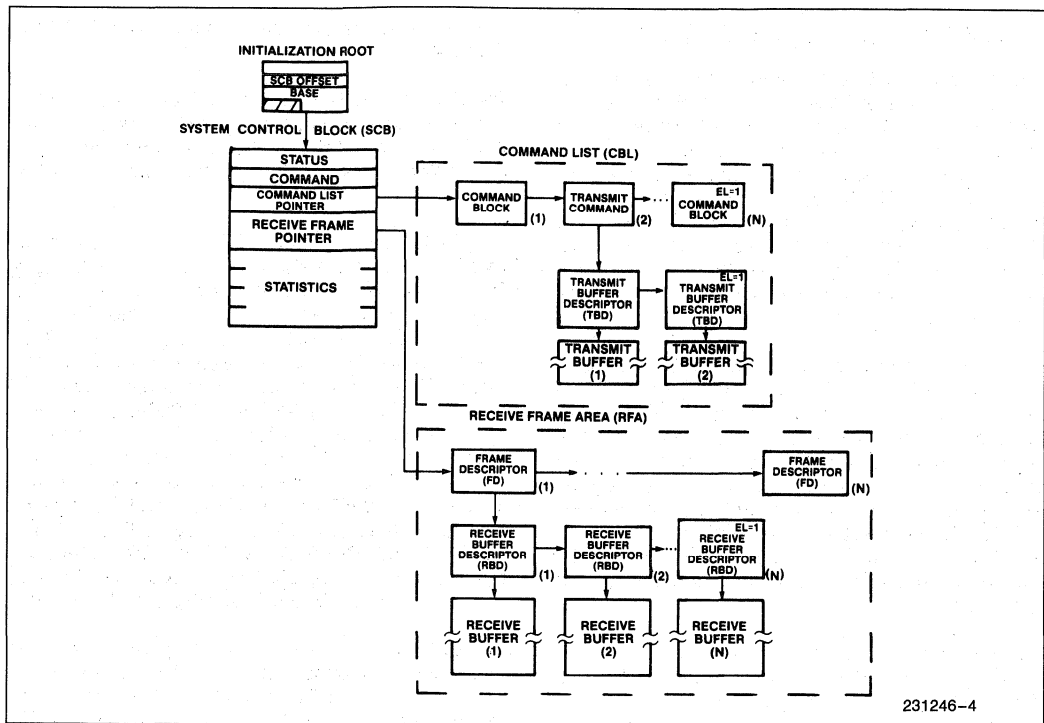 INITIALIZATION ROOT
SCB OFFSET
BASE
SYSTEM CONTROL BLOCK (SCB)
STATUS
COMMAND
COMMAND LIST
POINTER
RECEIVE FRAME
POINTER
STATISTICS
COMMAND LIST (CBL)
COMMAND
BLOCK
(1)
TRANSMIT
COMMAND
(2)
EL=1
COMMAND
BLOCK
(N)
TRANSMIT
BUFFER
DESCRIPTOR
(TBD)
EL=1
TRANSMIT
BUFFER
DESCRIPTOR
(TBD)
TRANSMIT
BUFFER
(1)
TRANSMIT
BUFFER
(2)
RECEIVE FRAME AREA (RFA)
FRAME
DESCRIPTOR
(FD)
(1)
FRAME
DESCRIPTOR
(FD)
(N)
RECEIVE
BUFFER
DESCRIPTOR
(RBD)
(1)
RECEIVE
BUFFER
DESCRIPTOR
(RBD)
(2)
EL=1
RECEIVE
BUFFER
DESCRIPTOR
(RBD)
(N)
RECEIVE
BUFFER
(1)
RECEIVE
BUFFER
(2)
RECEIVE
BUFFER
(N)
231246-4